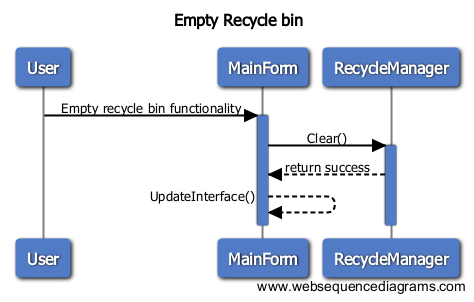 Empty Recycle bin
User
MainForm
RecycleManager
Empty recycle bin functionality
Clear()
return success
UpdateInterface()
User
MainForm
RecycleManager
www.websequencediagrams.com